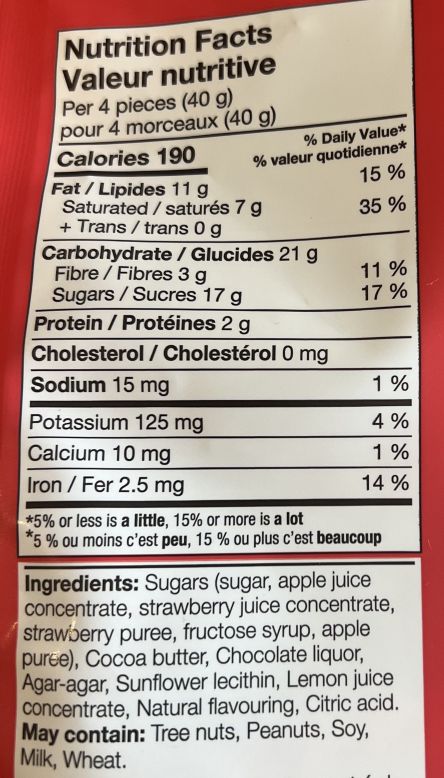 Nutrition Facts
Valeur nutritive
Per 4 pieces (40 g)
pour 4 morceaux (40 g)
% Daily Value*
Calories 190
% valeur quotidienne*
Fat / Lipides 11 g 15 %
Saturated / saturés 7 g 35 %
+ Trans / trans 0 g
Carbohydrate / Glucides 21 g
Fibre / Fibres 3 g 11 %
Sugars / Sucres 17 g 17 %
Protein / Protéines 2 g
Cholesterol / Cholestérol 0 mg
Sodium 15 mg 1 %
Potassium 125 mg 4 %
Calcium 10 mg 1 %
Iron / Fer 2.5 mg 14 %
*5% or less is a little, 15% or more is a lot
*5 % ou moins c'est peu, 15 % ou plus c'est beaucoup
Ingredients: Sugars (sugar, apple juice
concentrate, strawberry juice concentrate,
strawberry puree, fructose syrup, apple
puree), Cocoa butter, Chocolate liquor,
Agar-agar, Sunflower lecithin, Lemon juice
concentrate, Natural flavouring, Citric acid.
May contain: Tree nuts, Peanuts, Soy,
Milk, Wheat.